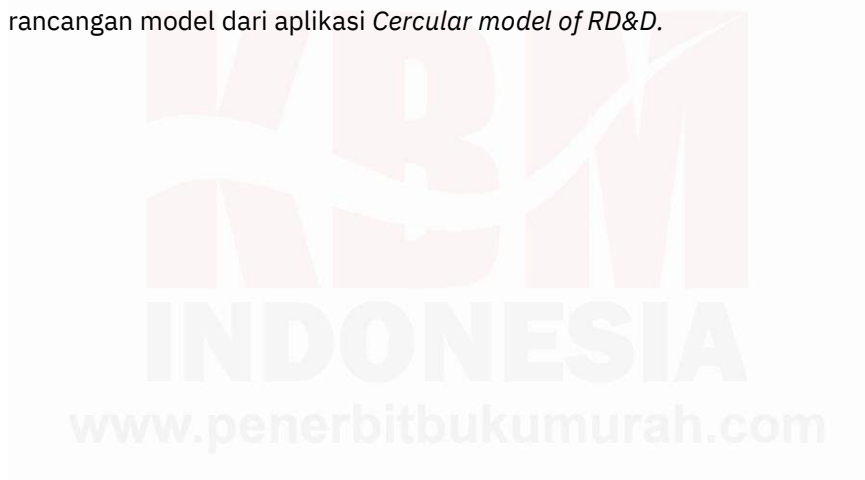 rancangan model dari aplikasi Cercular model of RD&D.
KBM
INDONESIA
www.penerbitbukumurah.com